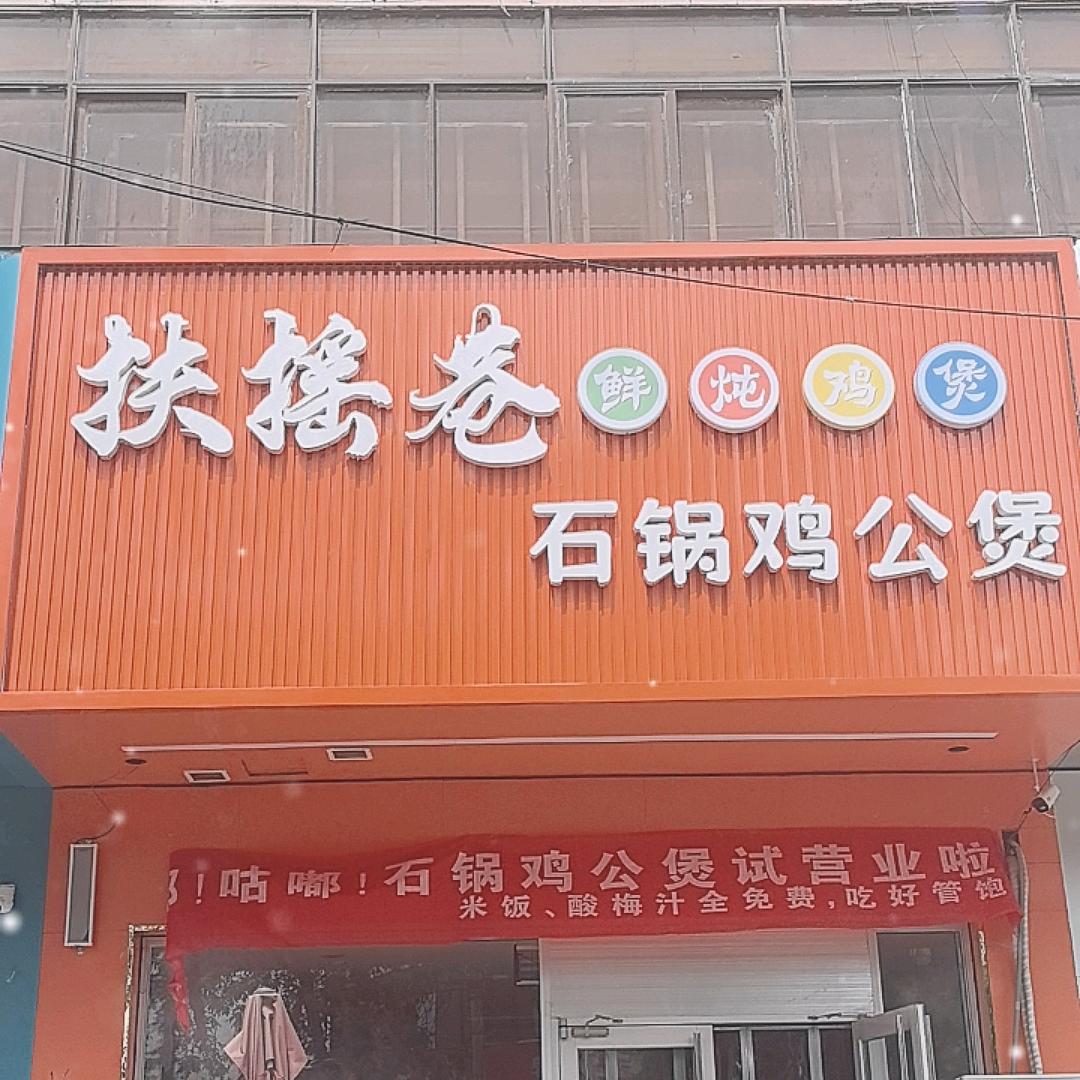 扶摇巷 鲜炖鸡煲
石锅鸡公煲
嘟！咕嘟！石锅鸡公煲试营业啦
米饭、酸梅汁全免费,吃好管饱